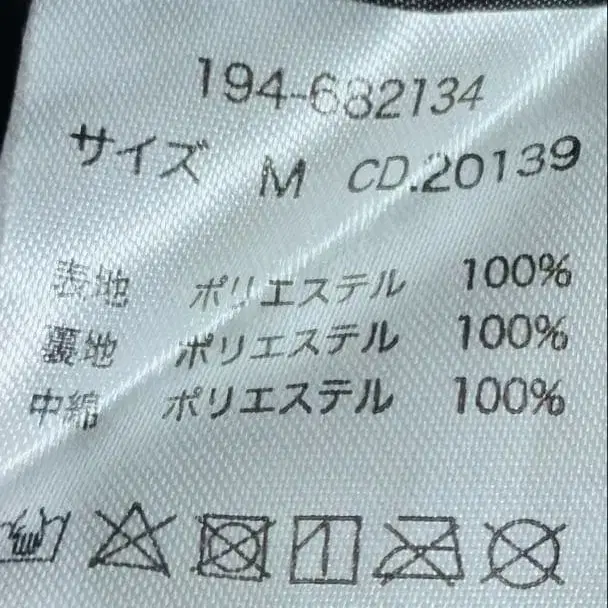 194-682134
サイズ M CD.20139
表地 ポリエステル 100%
裏地 ポリエステル 100%
中綿 ポリエステル 100%